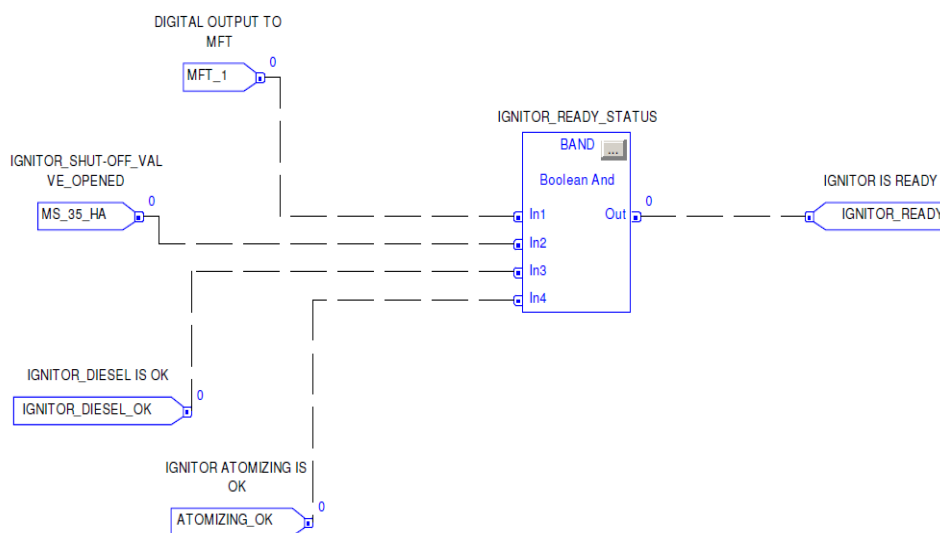 DIGITAL OUTPUT TO
MFT
0
MFT_1
IGNITOR_READY_STATUS
BAND
...
IGNITOR_SHUT-OFF_VAL
VE_OPENED
Boolean And
IGNITOR IS READY
0
MS_35_HA
In1
Out
0
IGNITOR_READY
In2
In3
In4
IGNITOR_DIESEL IS OK
0
IGNITOR_DIESEL_OK
IGNITOR ATOMIZING IS
OK
0
ATOMIZING_OK